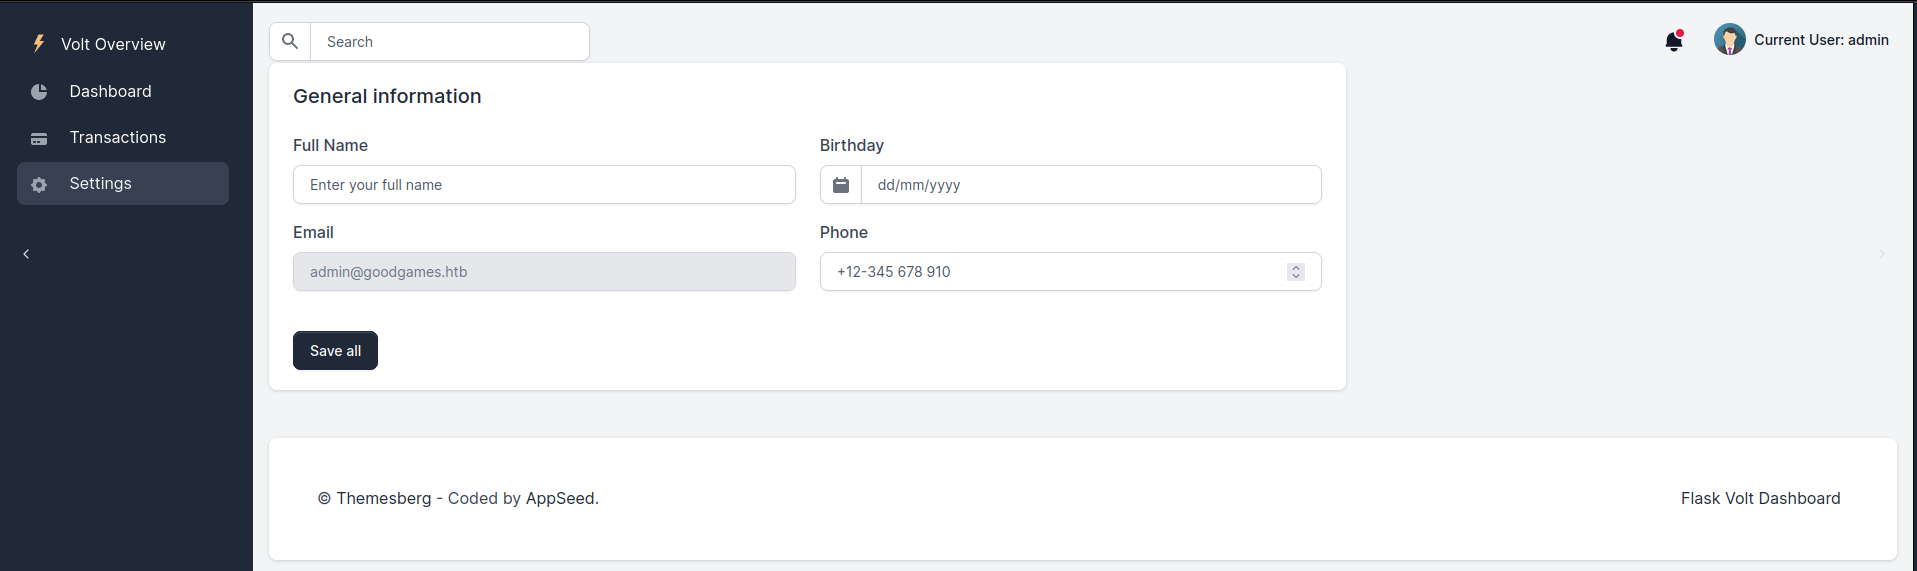 Volt Overview
Dashboard
Transactions
Settings
Search
Current User: admin
General information
Full Name
Enter your full name
Birthday
dd/mm/yyyy
Email
admin@goodgames.htb
Phone
+12-345 678 910
Save all
© Themesberg - Coded by AppSeed.
Flask Volt Dashboard